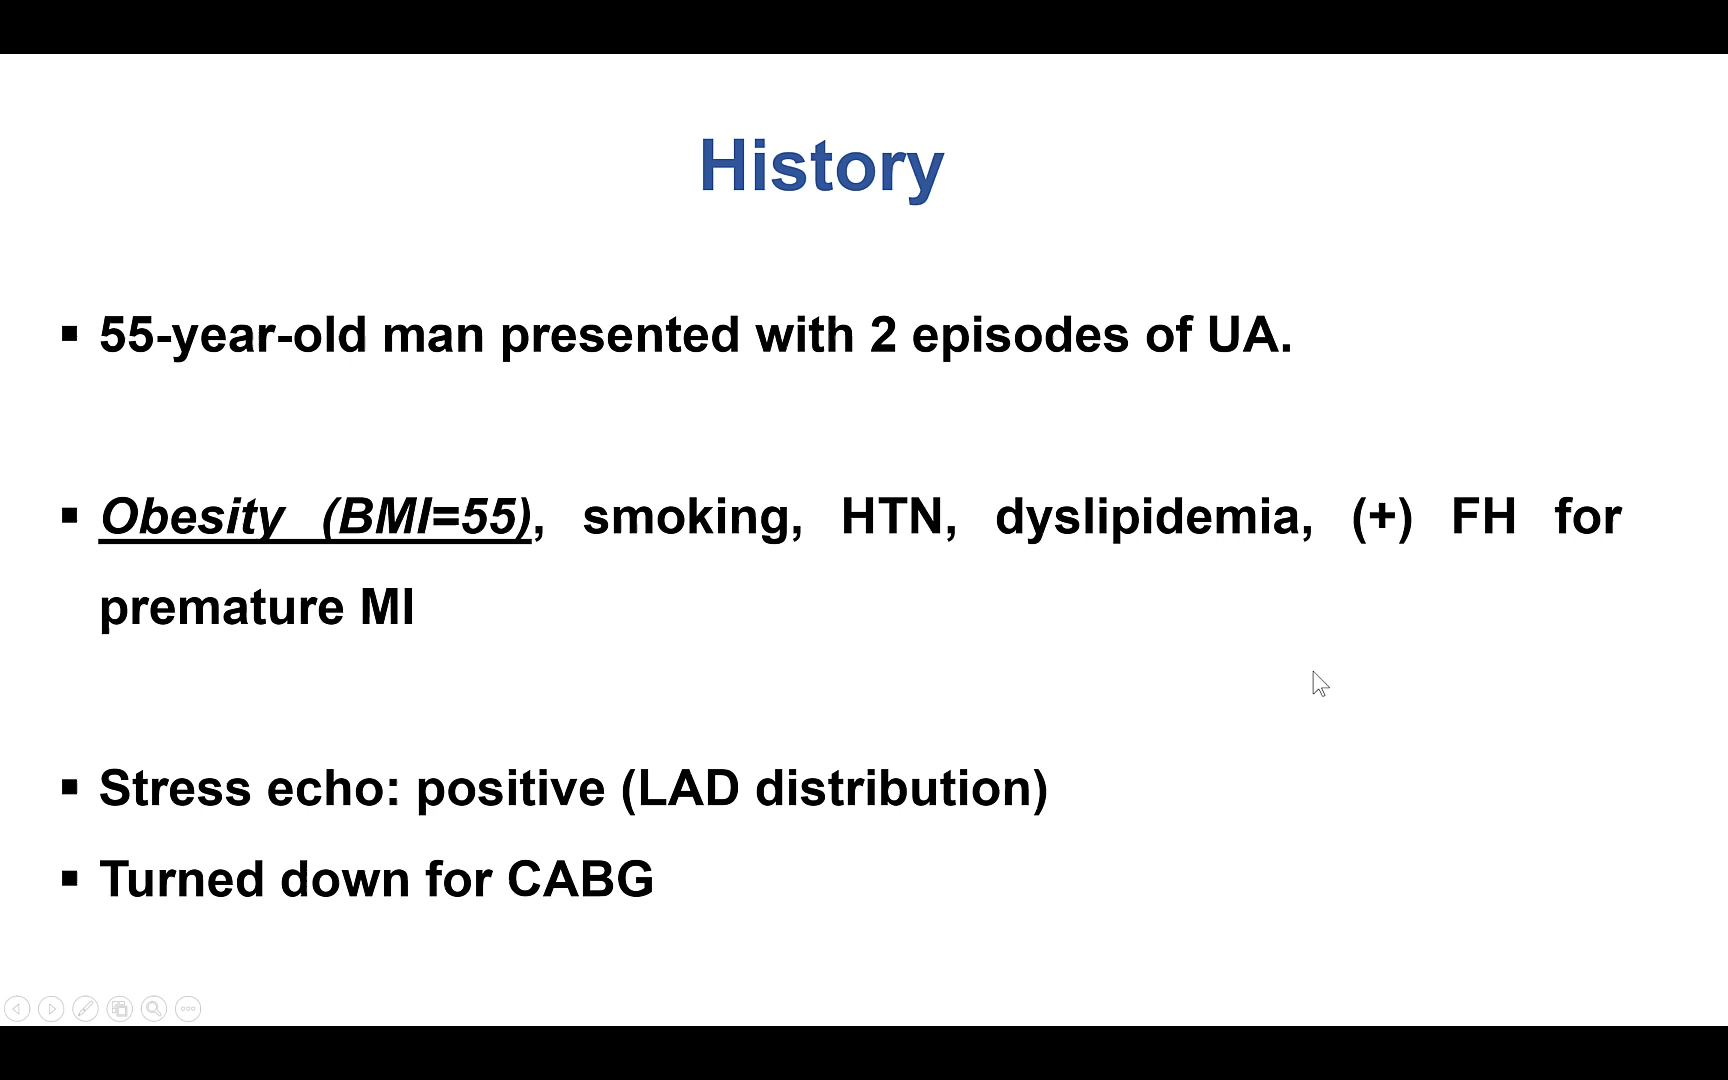 History
▪ 55-year-old man presented with 2 episodes of UA.
▪ Obesity (BMI=55), smoking, HTN, dyslipidemia, (+) FH for
premature MI
▪ Stress echo: positive (LAD distribution)
▪ Turned down for CABG